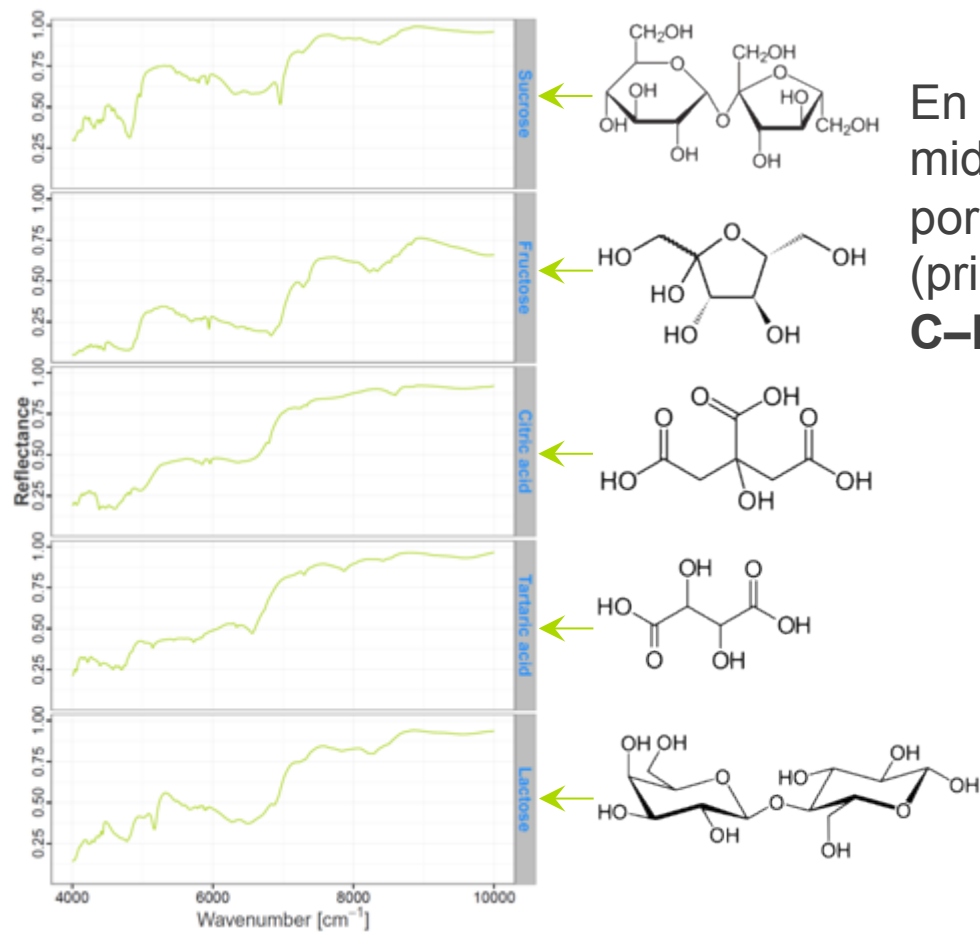 1.00
0.75
0.50
0.25
Sucrose
CH₂OH
O
OH
OH
OH
O
CH₂OH
O
HO
CH₂OH
OH
1.00
0.75
0.50
0.25
Fructose
HO
O
OH
HO
HO
OH
1.00
0.75
0.50
0.25
Citric acid
O
OH
O
O
HO
OH
OH
1.00
0.75
0.50
0.25
Tartaric acid
OH
O
HO
OH
O
OH
1.00
0.75
0.50
0.25
Lactose
OH
OH
O
HO
OH
O
OH
HO
OH
O
OH
OH
Reflectance
4000
6000
8000
10000
Wavenumber [cm⁻¹]
En
mid
por
(pri